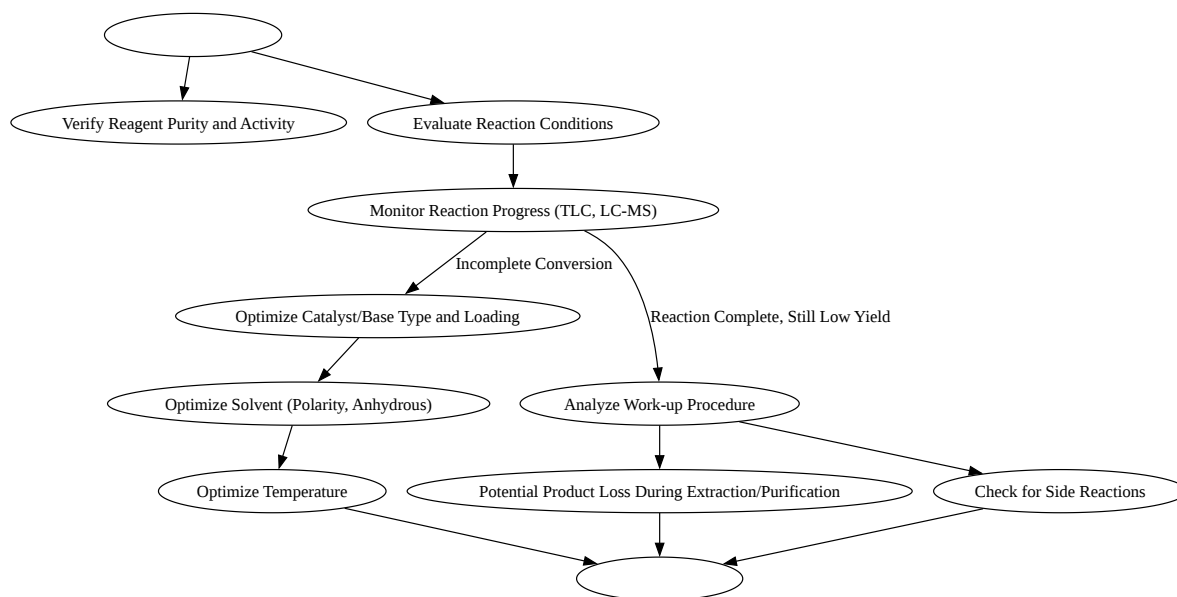 Verify Reagent Purity and Activity
Evaluate Reaction Conditions
Monitor Reaction Progress (TLC, LC-MS)
Incomplete Conversion
Optimize Catalyst/Base Type and Loading
Reaction Complete, Still Low Yield
Optimize Solvent (Polarity, Anhydrous)
Analyze Work-up Procedure
Optimize Temperature
Potential Product Loss During Extraction/Purification
Check for Side Reactions